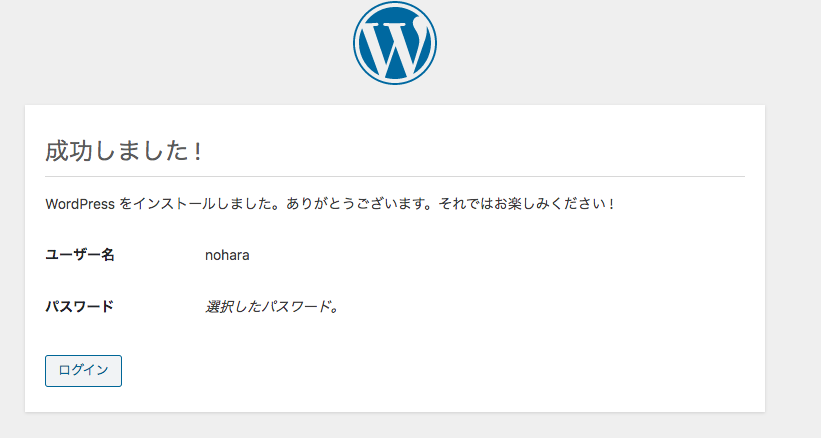 成功しました !
WordPress をインストールしました。ありがとうございます。それではお楽しみください !
ユーザー名 nohara
パスワード 選択したパスワード。
ログイン